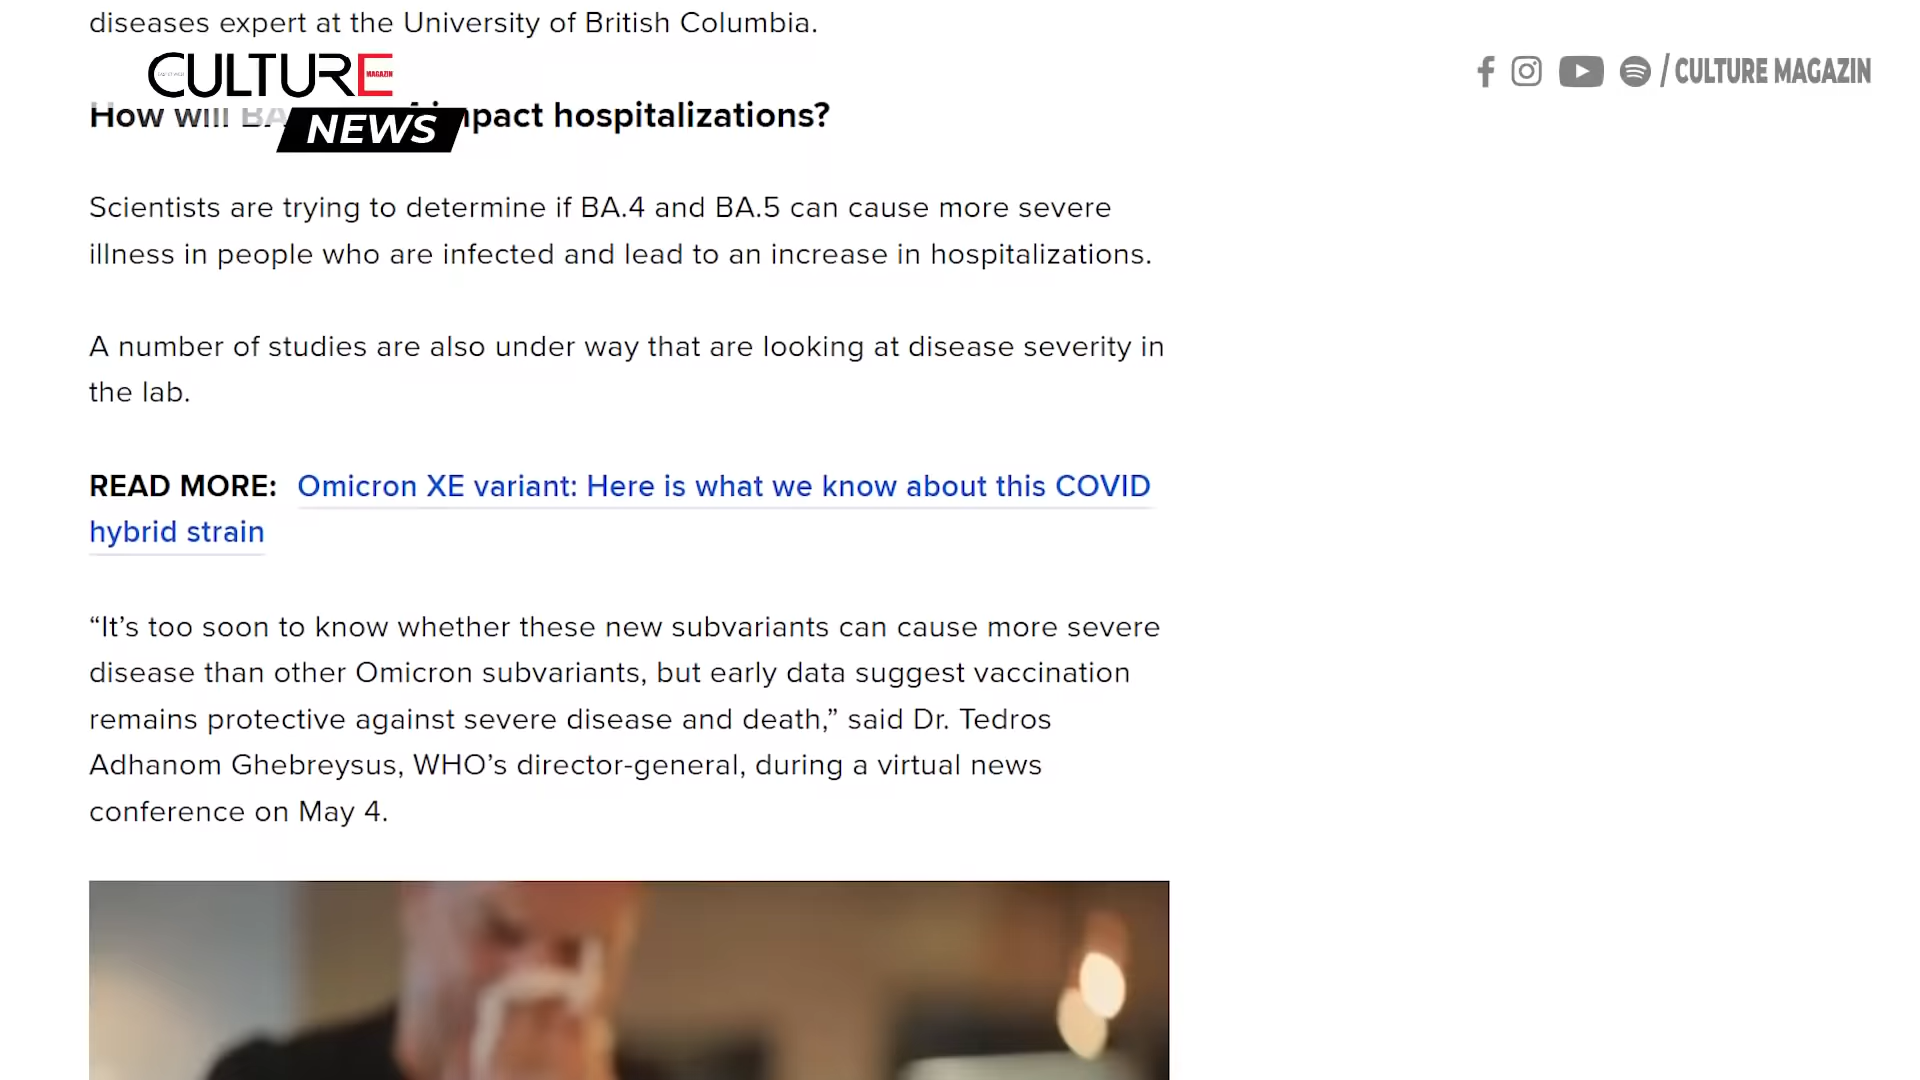 diseases expert at the University of British Columbia.
CULTURE
MAGAZIN
NEWS
/ CULTURE MAGAZIN
How will hospitalizations?
Scientists are trying to determine if BA.4 and BA.5 can cause more severe
illness in people who are infected and lead to an increase in hospitalizations.
A number of studies are also under way that are looking at disease severity in
the lab.
READ MORE: Omicron XE variant: Here is what we know about this COVID
hybrid strain
“It’s too soon to know whether these new subvariants can cause more severe
disease than other Omicron subvariants, but early data suggest vaccination
remains protective against severe disease and death,” said Dr. Tedros
Adhanom Ghebreysus, WHO’s director-general, during a virtual news
conference on May 4.